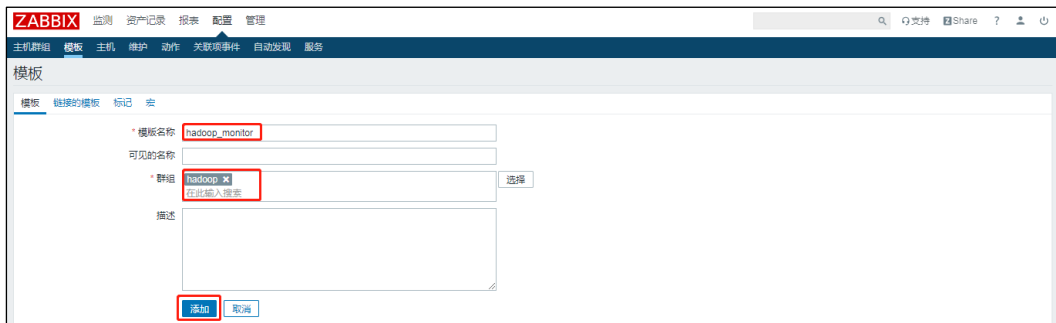 ZABBIX 监测 资产记录 报表 配置 管理 支持 Z Share ?
主机群组 模板 主机 维护 动作 关联项事件 自动发现 服务
模板
模板 链接的模板 标记 宏
* 模版名称 hadoop_monitor
可见的名称
* 群组 hadoop × 选择
在此输入搜索
描述
添加 取消